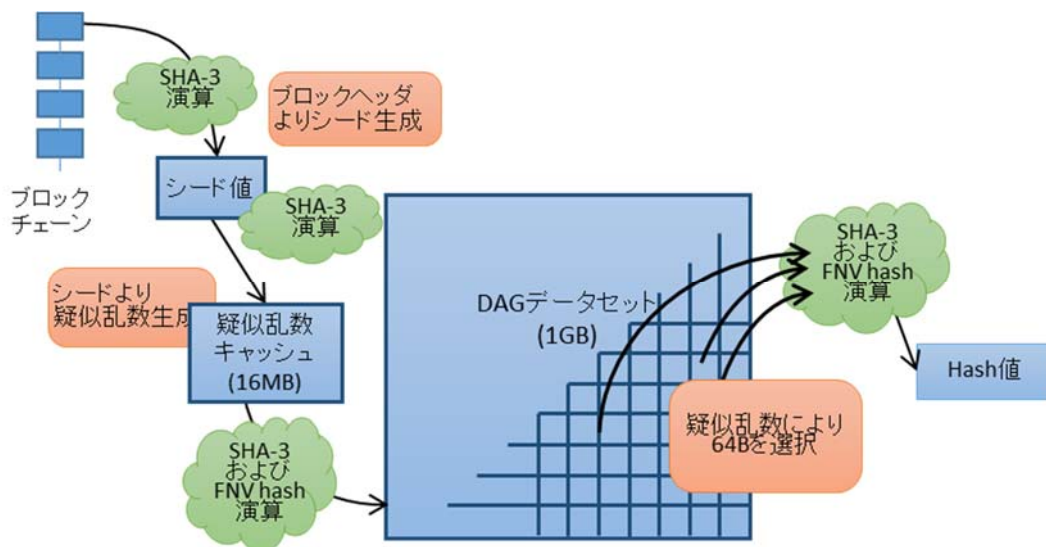 SHA-3
演算
ブロックヘッダ
よりシード生成
ブロック
チェーン
シード値
SHA-3
演算
シードより
疑似乱数生成
疑似乱数
キャッシュ
(16MB)
SHA-3
および
FNV hash
演算
DAGデータセット
(1GB)
疑似乱数により
64Bを選択
SHA-3
および
FNV hash
演算
Hash値